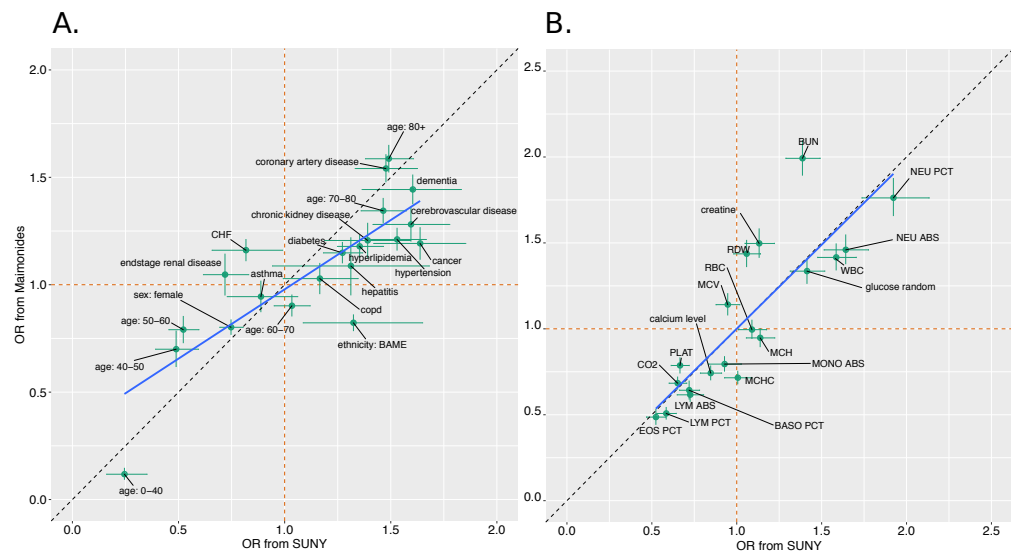 A.
B.
OR from Maimonides
2.0
1.5
1.0
0.5
0.0
age: 80+
coronary artery disease
dementia
age: 70–80
cerebrovascular disease
chronic kidney disease
CHF
diabetes
hyperlipidemia
cancer
endstage renal disease
hypertension
asthma
hepatitis
sex: female
copd
age: 50–60
age: 60–70
ethnicity: BAME
age: 40–50
age: 0–40
0.0
0.5
1.0
1.5
2.0
OR from SUNY
2.5
2.0
1.5
1.0
0.5
0.0
BUN
NEU PCT
creatine
NEU ABS
RDW
RBC
WBC
MCV
glucose random
calcium level
MCH
PLAT
CO2
MONO ABS
MCHC
LYM ABS
LYM PCT
BASO PCT
EOS PCT
0.0
0.5
1.0
1.5
2.0
2.5
OR from SUNY